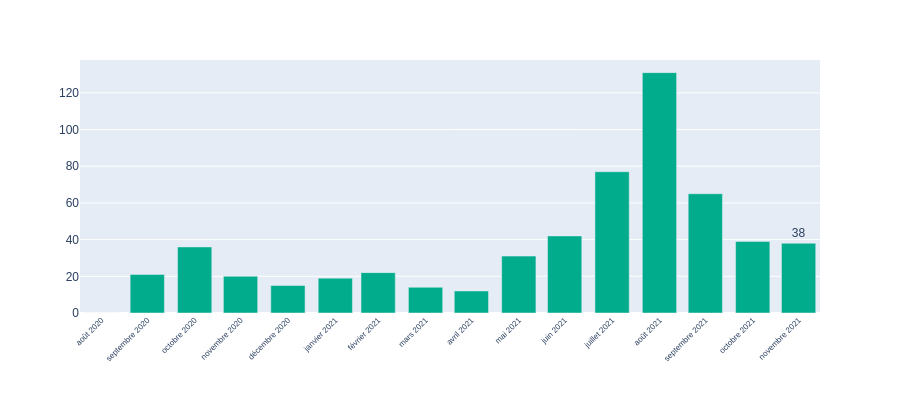 120
100
80
60
40
20
0
38
août 2020
septembre 2020
octobre 2020
novembre 2020
décembre 2020
janvier 2021
février 2021
mars 2021
avril 2021
mai 2021
juin 2021
juillet 2021
août 2021
septembre 2021
octobre 2021
novembre 2021